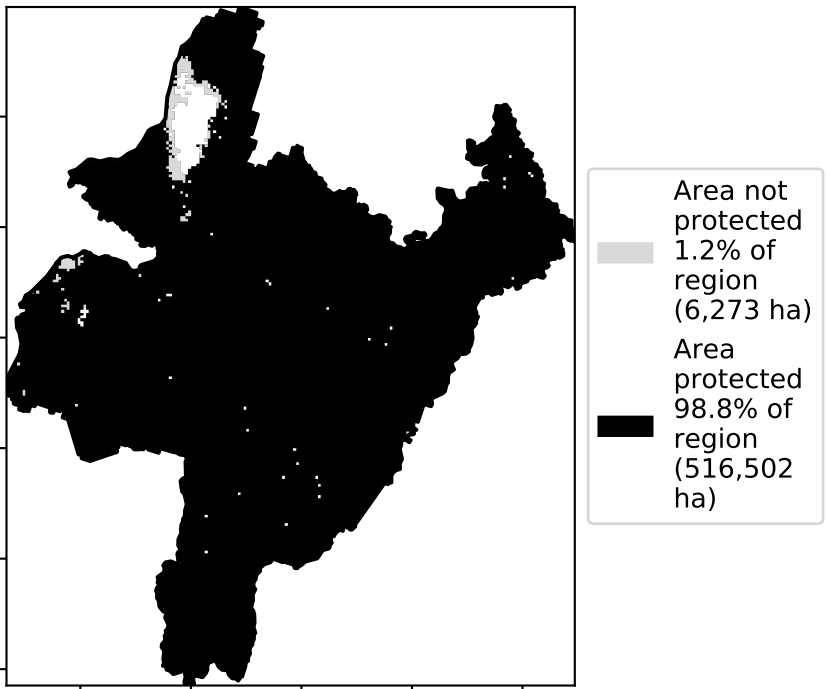 Area not
protected
1.2% of
region
(6,273 ha)
Area
protected
98.8% of
region
(516,502
ha)